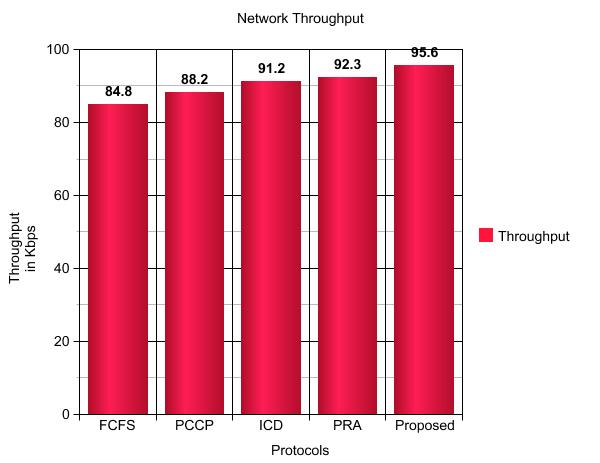 Network Throughput
100
80
60
40
20
0
84.8
88.2
91.2
92.3
95.6
Throughput
in Kbps
FCFS
PCCP
ICD
PRA
Proposed
Protocols
Throughput